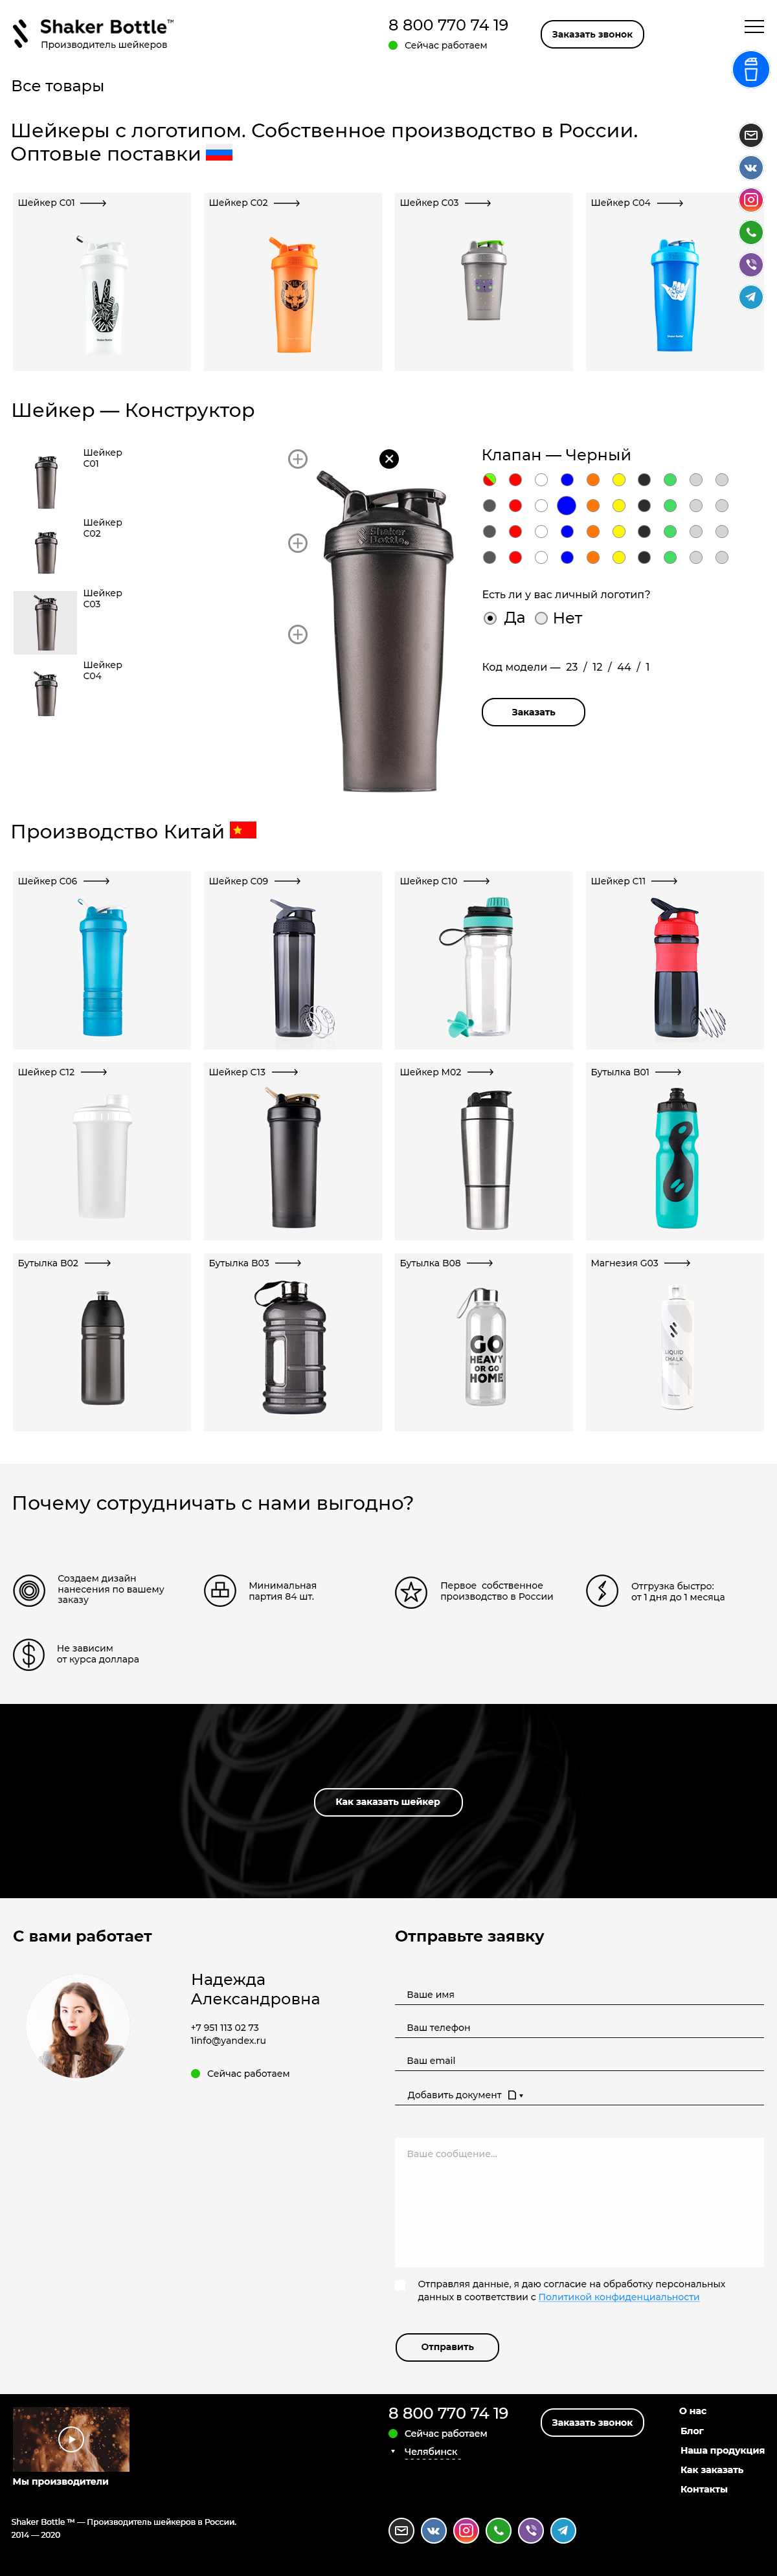 Shaker Bottle™
Производитель шейкеров
8 800 770 74 19
Сейчас работаем
Заказать звонок
Все товары
Шейкеры с логотипом. Собственное производство в России.
Оптовые поставки
Шейкер С01
Шейкер С02
Шейкер С03
Шейкер С04
Шейкер — Конструктор
Шейкер
С01
Шейкер
С02
Шейкер
С03
Шейкер
С04
Shaker
Bottle
Клапан — Черный
Есть ли у вас личный логотип?
Да
Нет
Код модели — 23 / 12 / 44 / 1
Заказать
Производство Китай
Шейкер С06
Шейкер С09
Шейкер С10
Шейкер С11
Шейкер С12
Шейкер С13
Шейкер М02
Бутылка В01
Бутылка В02
Бутылка В03
Бутылка В08
Магнезия G03
GO
HEAVY
OR GO
HOME
LIQUID
CHALK
Почему сотрудничать с нами выгодно?
Создаем дизайн
нанесения по вашему
заказу
Минимальная
партия 84 шт.
Первое собственное
производство в России
Отгрузка быстро:
от 1 дня до 1 месяца
Не зависим
от курса доллара
Как заказать шейкер
С вами работает
Надежда
Александровна
+7 951 113 02 73
1info@yandex.ru
Сейчас работаем
Отправьте заявку
Ваше имя
Ваш телефон
Ваш email
Добавить документ
Ваше сообщение...
Отправляя данные, я даю согласие на обработку персональных
данных в соответствии с Политикой конфиденциальности
Отправить
Мы производители
8 800 770 74 19
Сейчас работаем
Челябинск
Заказать звонок
О нас
Блог
Наша продукция
Как заказать
Контакты
Shaker Bottle ™ — Производитель шейкеров в России.
2014 — 2020